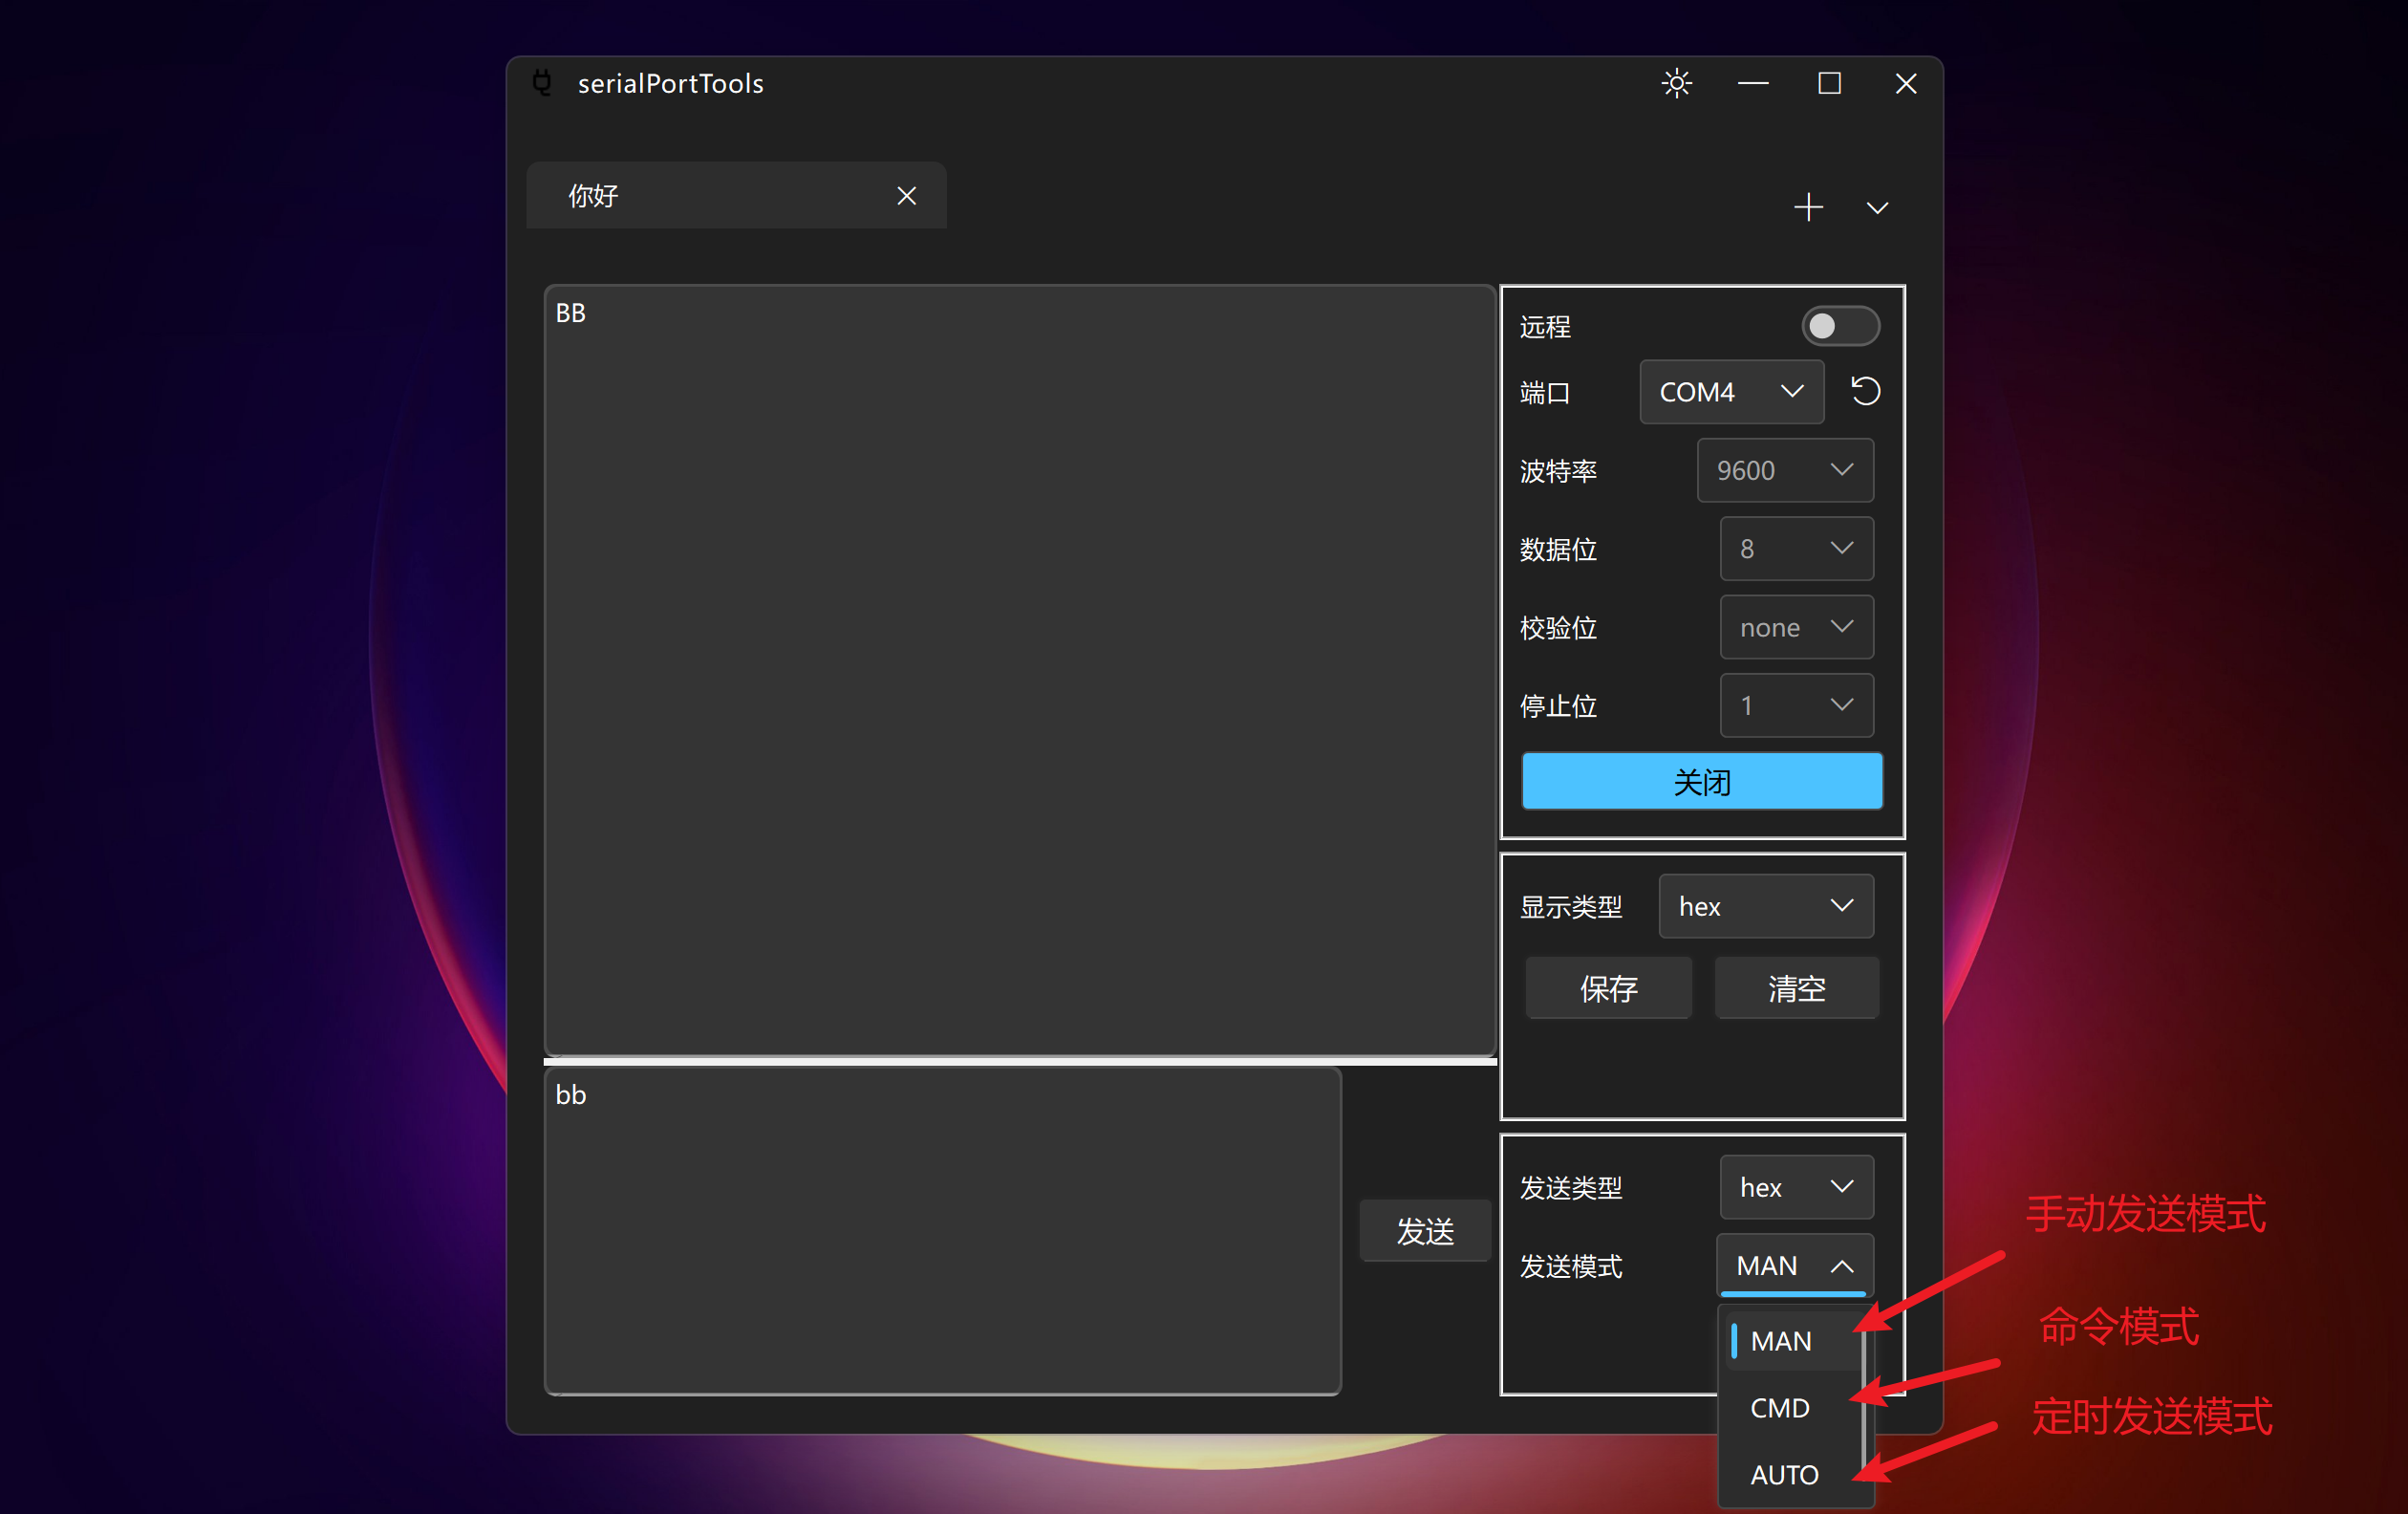 serialPortTools
你好
BB
远程
端口 COM4
波特率 9600
数据位 8
校验位 none
停止位 1
关闭
显示类型 hex
保存 清空
bb
发送
发送类型 hex
发送模式 MAN
MAN
CMD
AUTO
手动发送模式
命令模式
定时发送模式